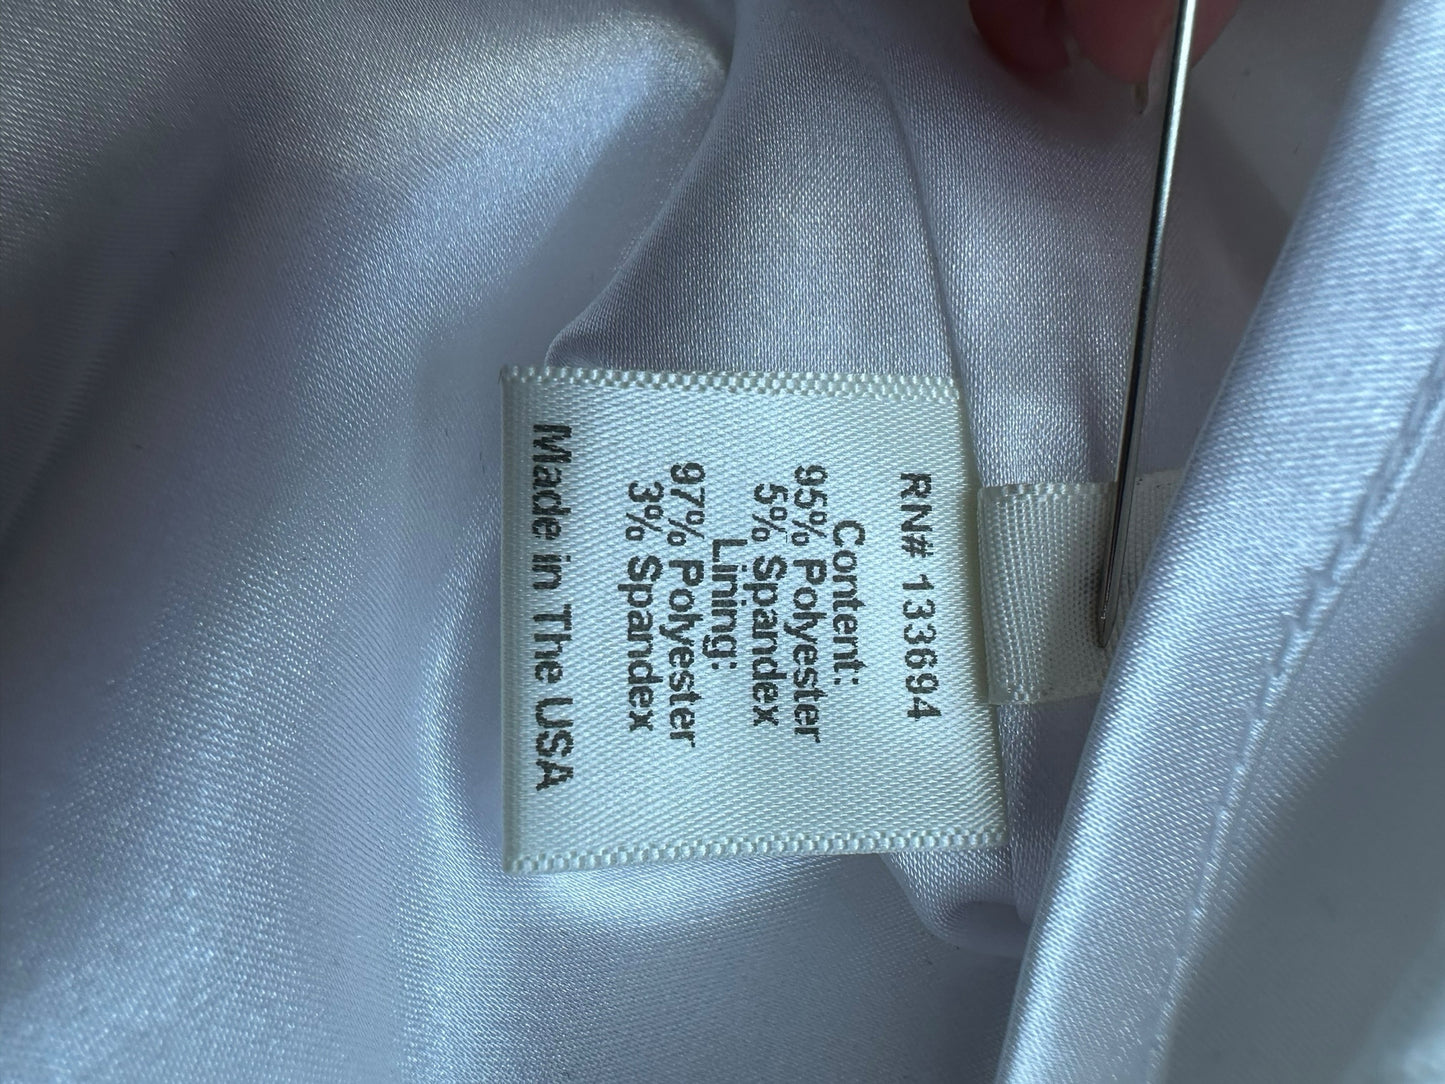 RN# 133694
Content:
95% Polyester
5% Spandex
Lining:
97% Polyester
3% Spandex
Made in The USA